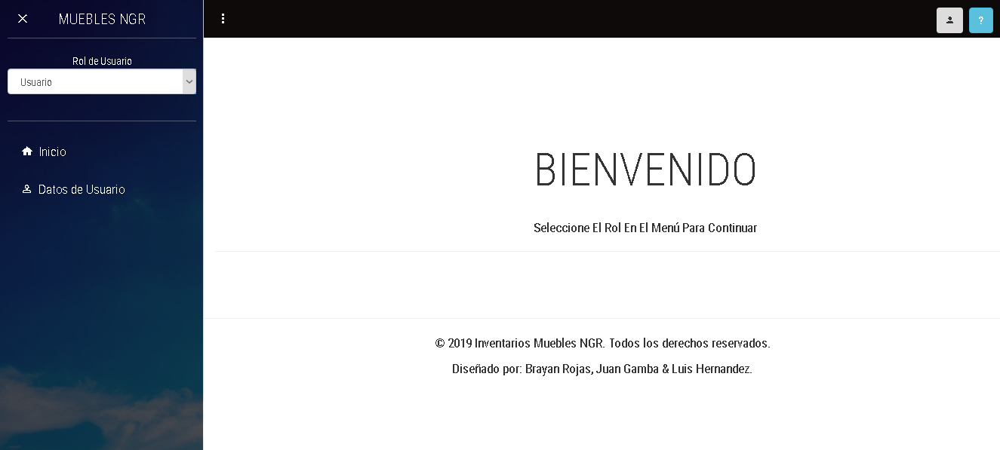 MUEBLES NGR
Rol de Usuario
Usuario
Inicio
Datos de Usuario
?
BIENVENIDO
Seleccione El Rol En El Menú Para Continuar
© 2019 Inventarios Muebles NGR. Todos los derechos reservados.
Diseñado por: Brayan Rojas, Juan Gamba & Luis Hernandez.